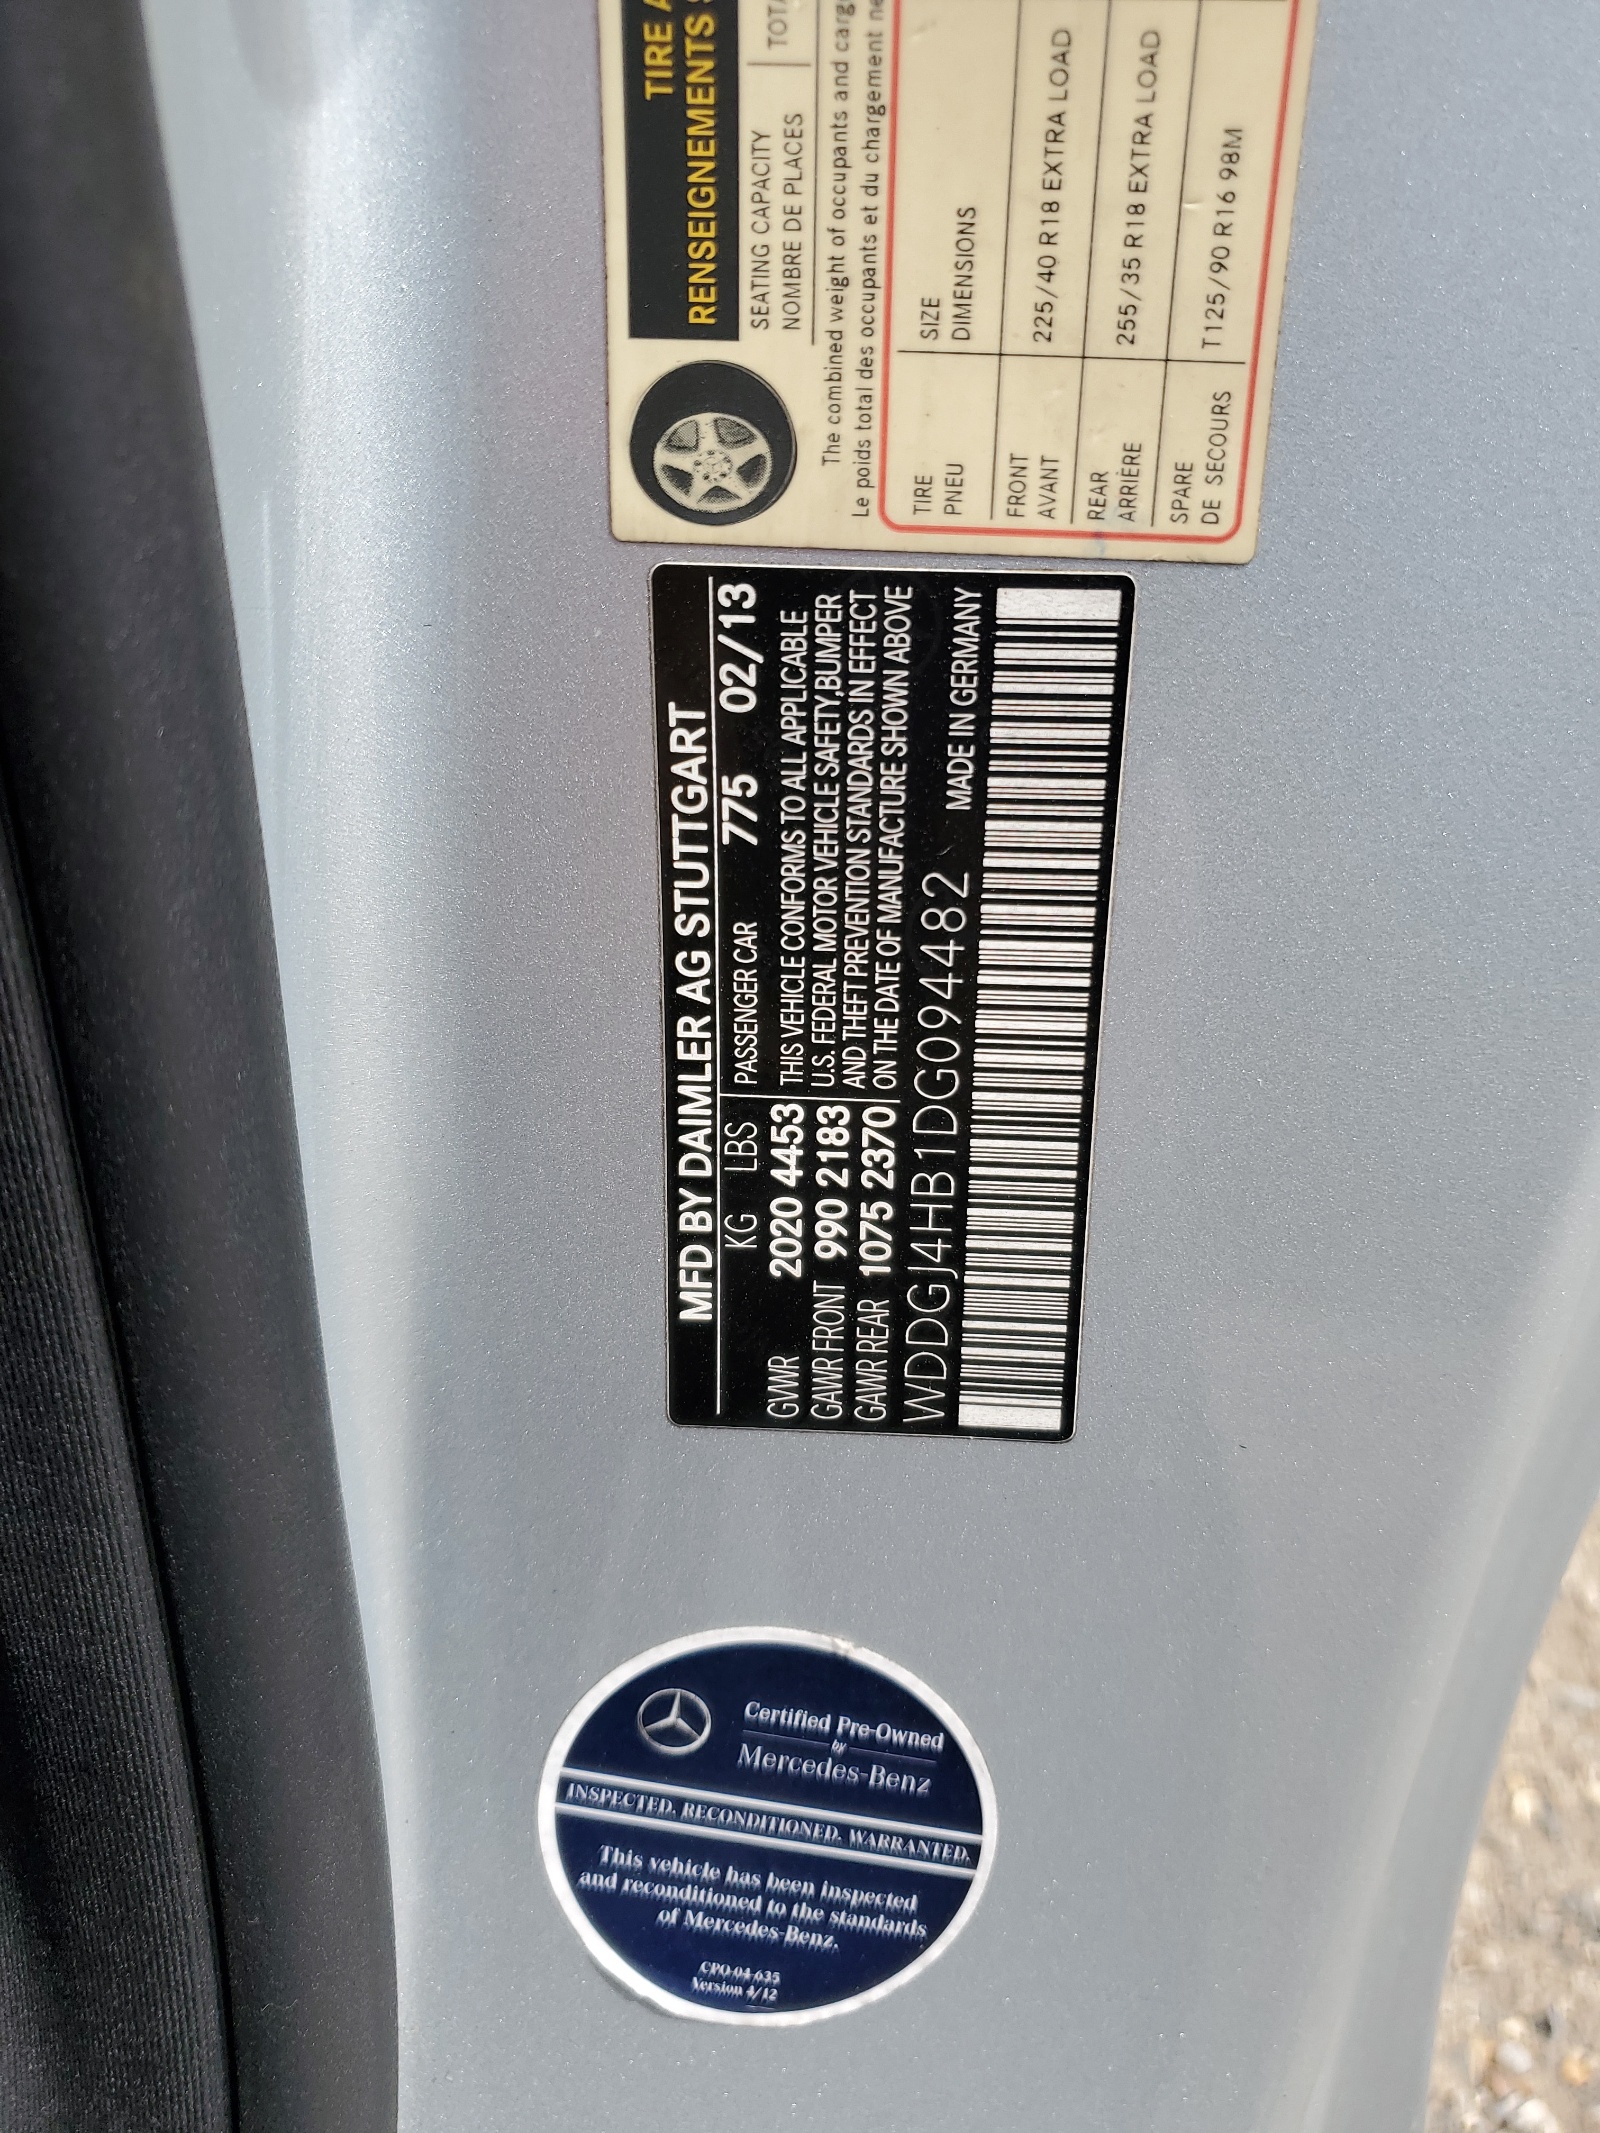 MFD BY DAIMLER AG STUTTGART
KG LBS PASSENGER CAR 775 02/13
GVWR 2020 4453 THIS VEHICLE CONFORMS TO ALL APPLICABLE
GAWR FRONT 990 2183 U.S. FEDERAL MOTOR VEHICLE SAFETY,BUMPER
GAWR REAR 1075 2370 AND THEFT PREVENTION STANDARDS IN EFFECT
ON THE DATE OF MANUFACTURE SHOWN ABOVE
WDDGJ4HB1DG094482 MADE IN GERMANY
TIRE A
RENSEIGNEMENTS S
SEATING CAPACITY
NOMBRE DE PLACES
TOTA
The combined weight of occupants and carg
Le poids total des occupants et du chargement ne
TIRE SIZE
PNEU DIMENSIONS
FRONT
AVANT 225/40 R18 EXTRA LOAD
REAR
ARRIÈRE 255/35 R18 EXTRA LOAD
SPARE
DE SECOURS T125/90 R16 98M
Certified Pre-Owned
by
Mercedes-Benz
INSPECTED. RECONDITIONED. WARRANTED.
This vehicle has been inspected
and reconditioned to the standards
of Mercedes-Benz.
CPO-04-635
Version 4/12